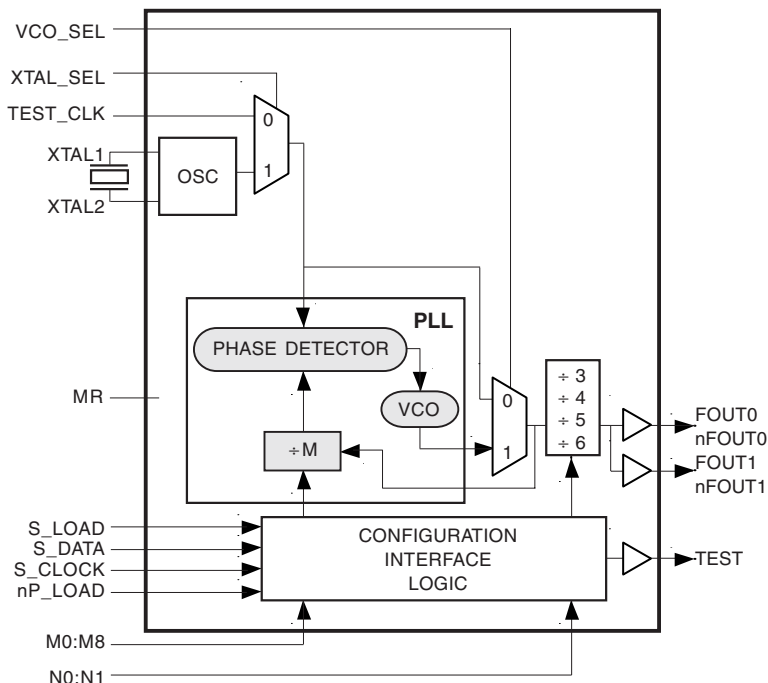 VCO_SEL
XTAL_SEL
TEST_CLK
0
XTAL1
OSC
1
XTAL2
PLL
PHASE DETECTOR
MR
VCO
0
÷ 3
÷ 4
÷ 5
÷ 6
FOUT0
nFOUT0
÷M
1
FOUT1
nFOUT1
S_LOAD
S_DATA
S_CLOCK
nP_LOAD
CONFIGURATION
INTERFACE
LOGIC
TEST
M0:M8
N0:N1